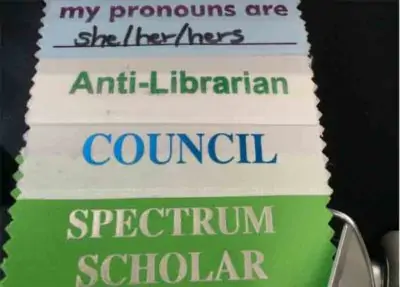 my pronouns are
she/her/hers
Anti-Librarian
COUNCIL
SPECTRUM
SCHOLAR